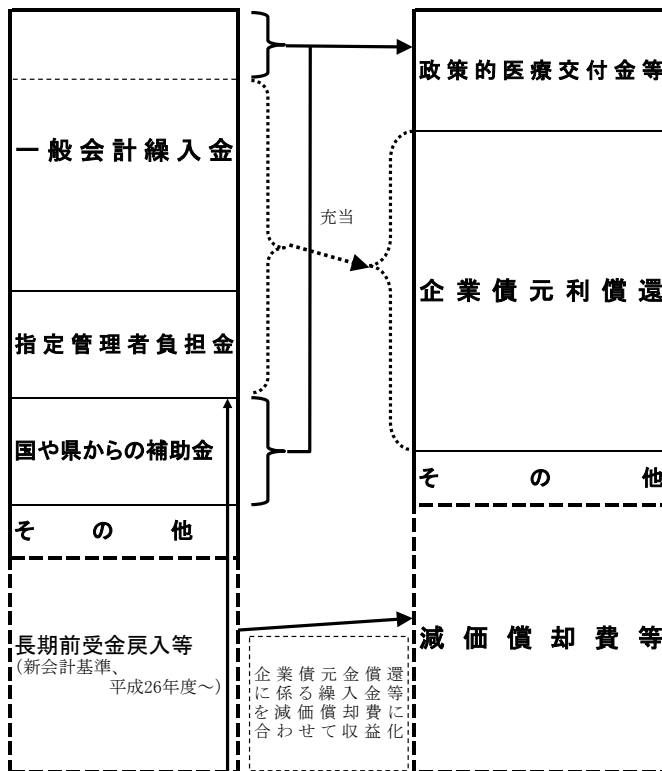 政策的医療交付金等
一般会計繰入金
充当
企業債元利償還
指定管理者負担金
国や県からの補助金
その他
その他
長期前受金戻入等
(新会計基準、
平成26年度～)
企業債元金償還
に係る繰入金等
を減価償却費に
合わせて収益化
減価償却費等